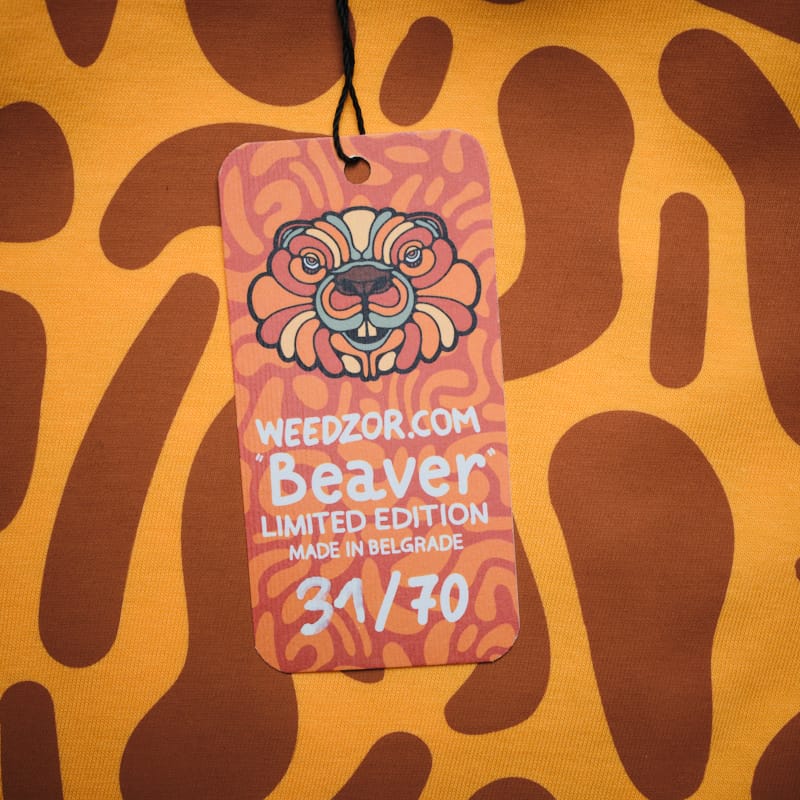 WEEDZOR.COM
"Beaver"
LIMITED EDITION
MADE IN BELGRADE
31/70